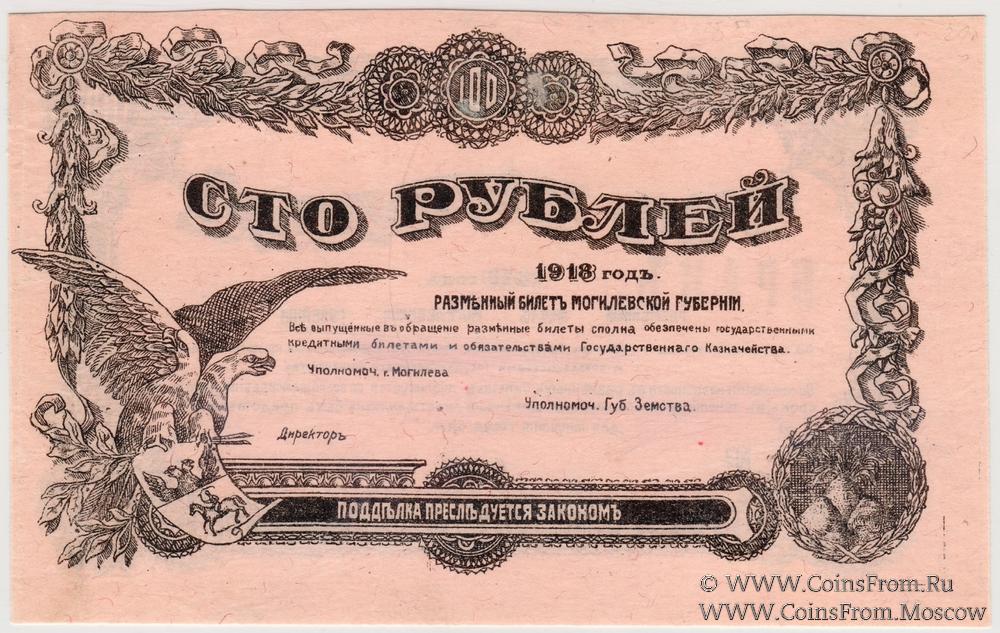 100
СТО РУБЛЕЙ
1918 годъ.
РАЗМѢННЫЙ БИЛЕТЪ МОГИЛЕВСКОЙ ГУБЕРНІИ.
Всѣ выпущенные въ обращеніе размѣнные билеты сполна обезпечены государственными
кредитными билетами и обязательствами Государственнаго Казначейства.
Уполномоч. г. Могилева
Уполномоч. Губ. Земства.
Директоръ
ПОДДѢЛКА ПРЕСЛѢДУЕТСЯ ЗАКОНОМЪ
© WWW.CoinsFrom.Ru
WWW.CoinsFrom.Moscow